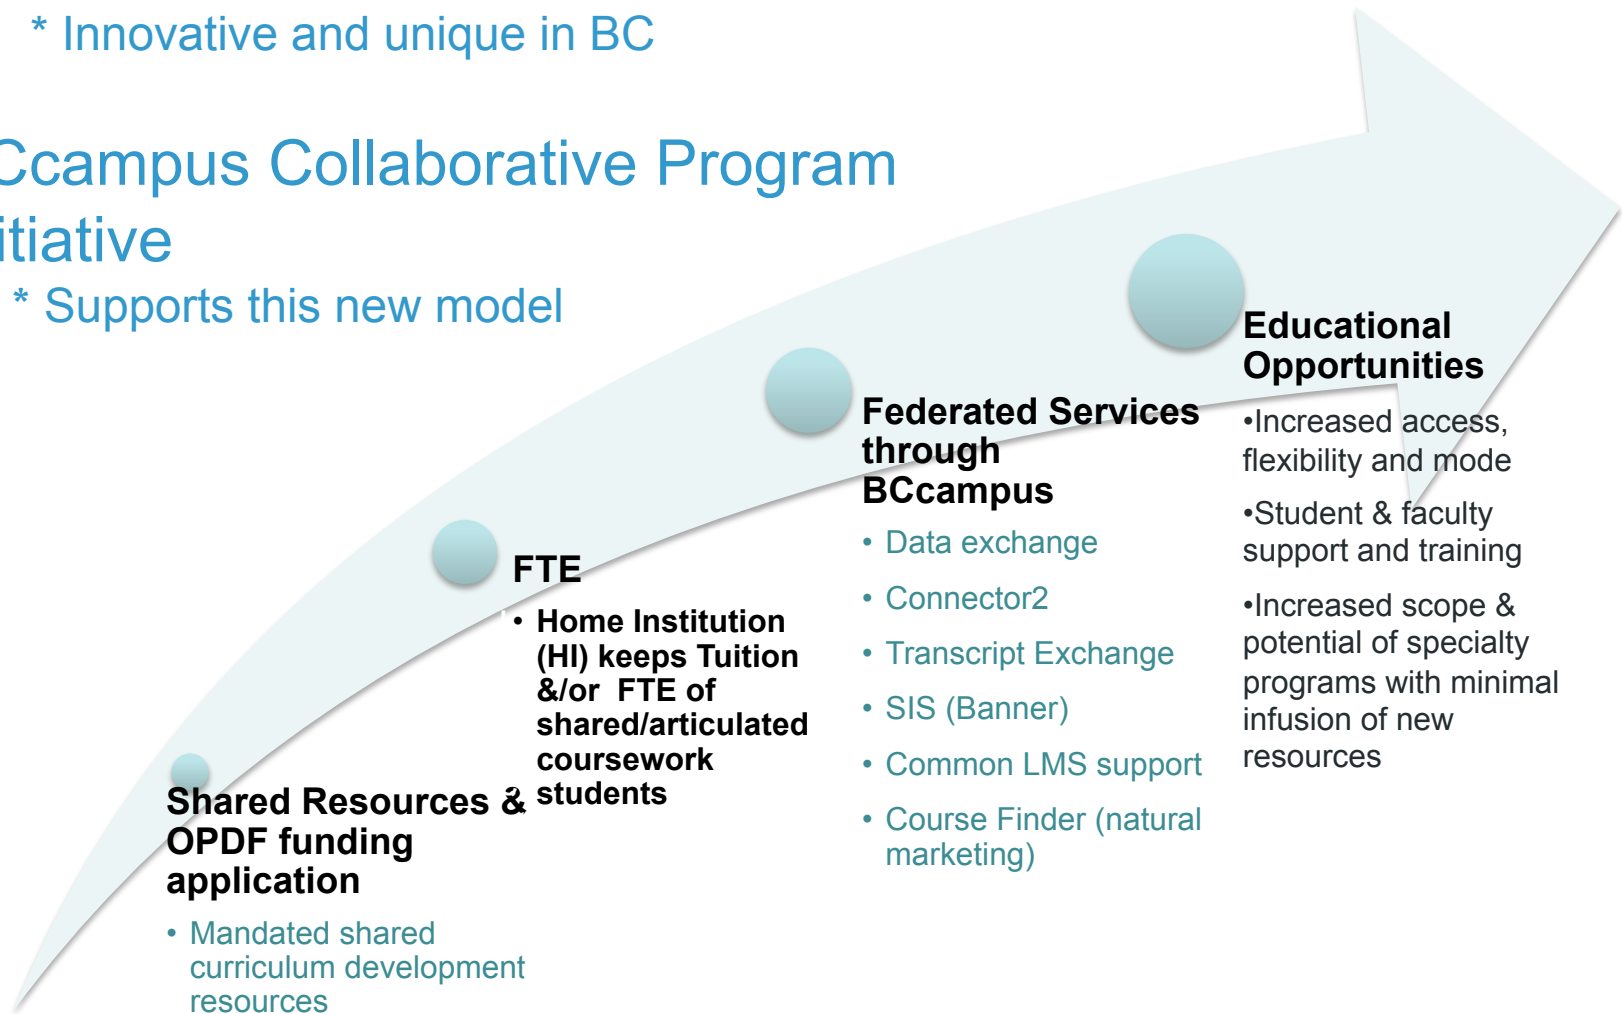 * Innovative and unique in BC
Ccampus Collaborative Program
itiative
* Supports this new model
Shared Resources &
OPDF funding
application
• Mandated shared
curriculum development
resources
FTE
• Home Institution
(HI) keeps Tuition
&/or FTE of
shared/articulated
coursework
students
Federated Services
through
BCcampus
• Data exchange
• Connector2
• Transcript Exchange
• SIS (Banner)
• Common LMS support
• Course Finder (natural
marketing)
Educational
Opportunities
•Increased access,
flexibility and mode
•Student & faculty
support and training
•Increased scope &
potential of specialty
programs with minimal
infusion of new
resources